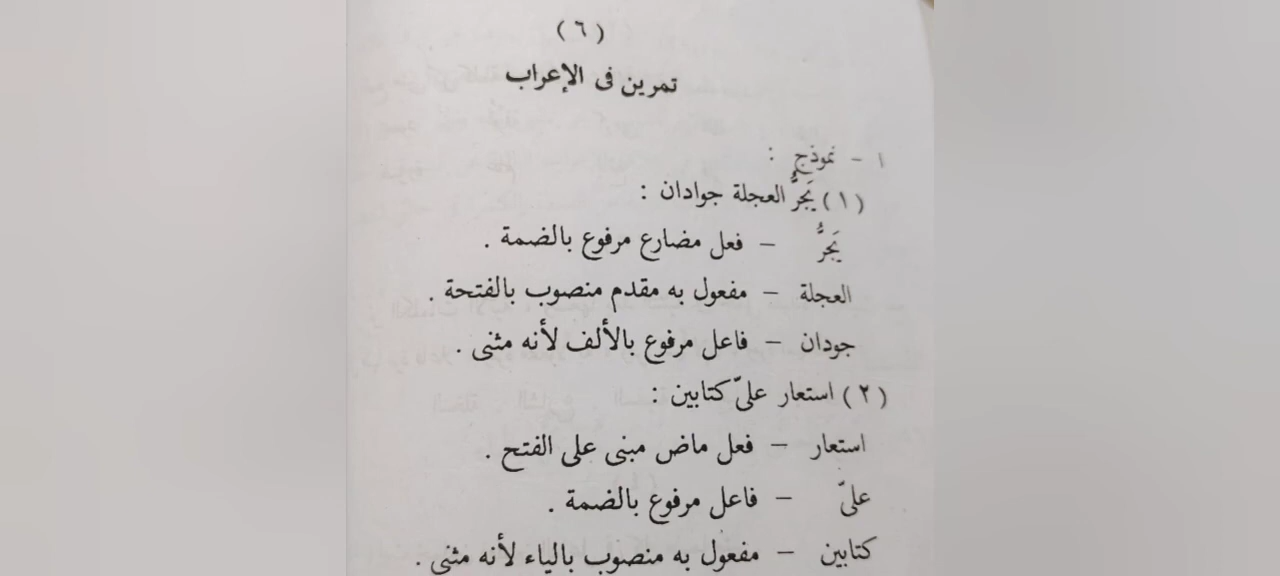 ( ٦ )
تمرين فى الإعراب
١ - نموذج :
( ١ ) يَجرُّ العجلة جوادان :
يَجرُّ – فعل مضارع مرفوع بالضمة .
العجلة – مفعول به مقدم منصوب بالفتحة .
جودان – فاعل مرفوع بالألف لأنه مثنى .
( ٢ ) استعار علىّ كتابين :
استعار – فعل ماض مبنى على الفتح .
علىّ – فاعل مرفوع بالضمة .
كتابين – مفعول به منصوب بالياء لأنه مثنى .